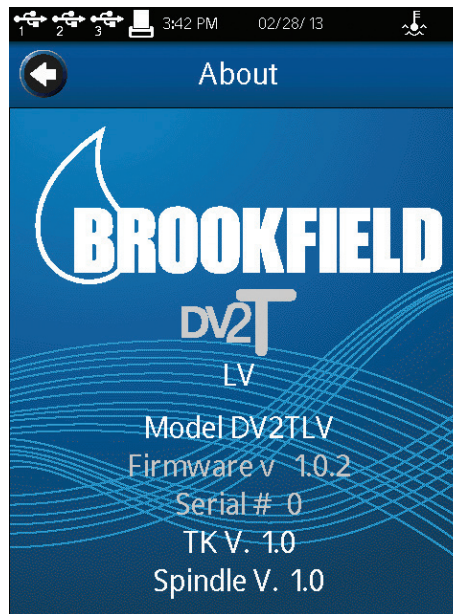 1 2 3 3:42 PM 02/28/13
About
BROOKFIELD
DV2T
LV
Model DV2TLV
Firmware v 1.0.2
Serial # 0
TK V. 1.0
Spindle V. 1.0